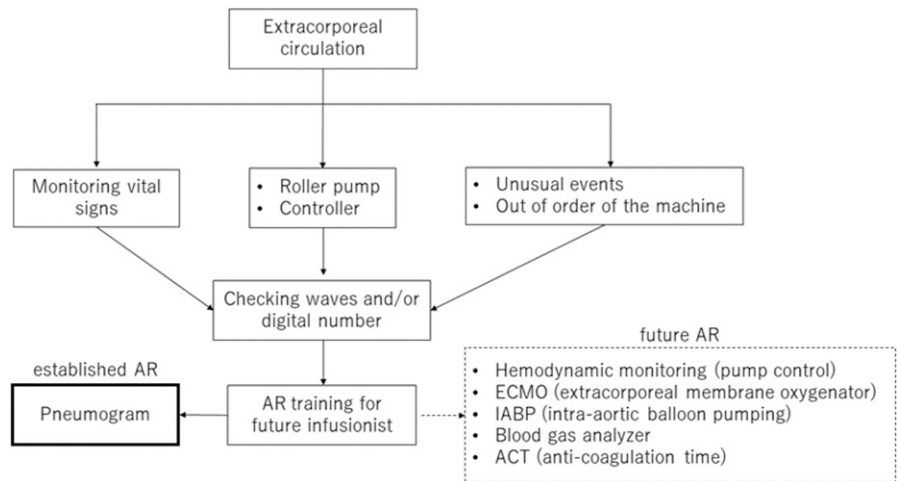 Extracorporeal
circulation
Monitoring vital
signs
• Roller pump
• Controller
• Unusual events
• Out of order of the machine
Checking waves and/or
digital number
established AR
Pneumogram
AR training for
future infusionist
future AR
• Hemodynamic monitoring (pump control)
• ECMO (extracorporeal membrane oxygenator)
• IABP (intra-aortic balloon pumping)
• Blood gas analyzer
• ACT (anti-coagulation time)